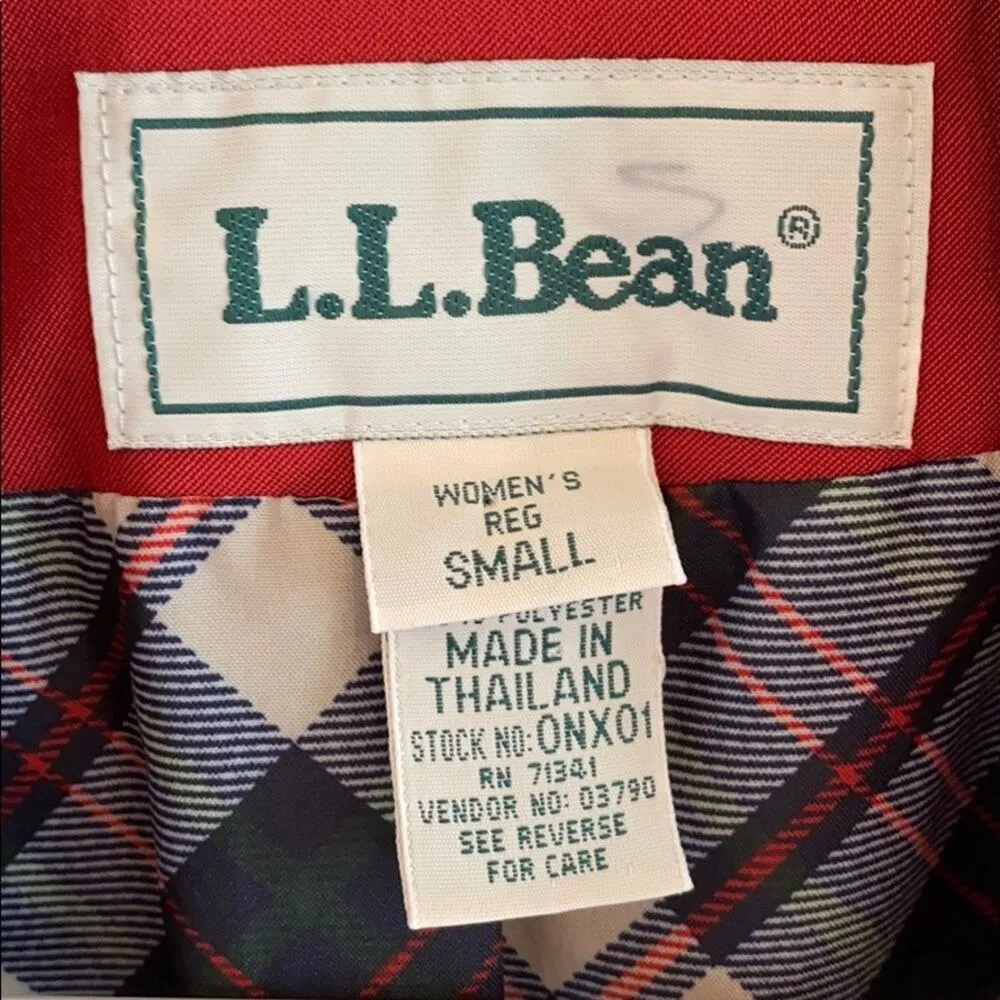 S
L.L.Bean®
WOMEN'S
REG
SMALL
POLYESTER
MADE IN
THAILAND
STOCK NO: 0NX01
RN 71341
VENDOR NO: 03790
SEE REVERSE
FOR CARE